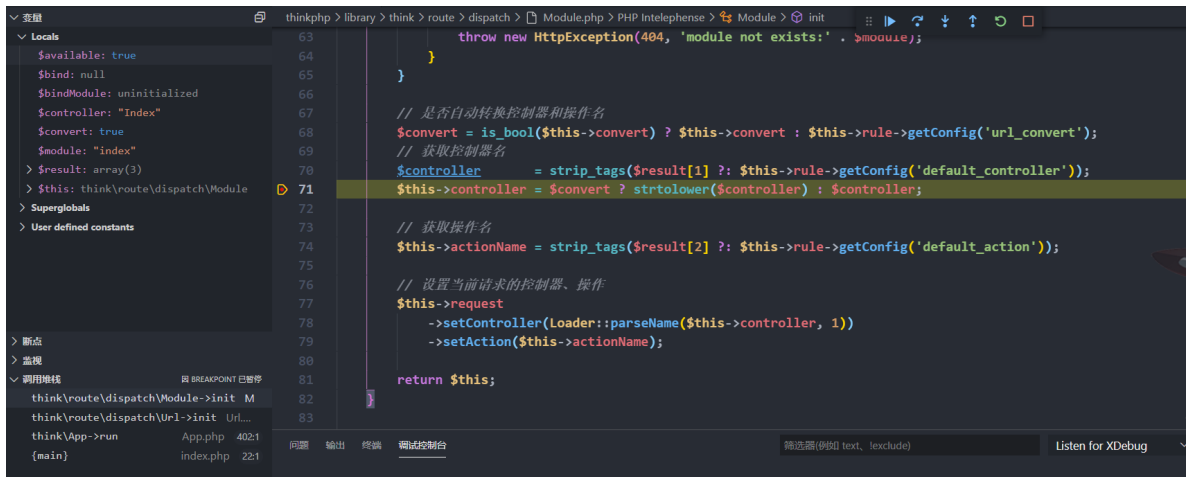 变量
Locals
$available: true
$bind: null
$bindModule: uninitialized
$controller: "Index"
$convert: true
$module: "index"
$result: array(3)
$this: think\route\dispatch\Module
Superglobals
User defined constants
断点
监视
调用堆栈 因 BREAKPOINT 已暂停
think\route\dispatch\Module->init M
think\route\dispatch\Url->init Url....
think\App->run App.php 402:1
{main} index.php 22:1
thinkphp > library > think > route > dispatch > Module.php > PHP Intelephense > Module > init
63 throw new HttpException(404, 'module not exists:' . $module);
64 }
65 }
66
67 // 是否自动转换控制器和操作名
68 $convert = is_bool($this->convert) ? $this->convert : $this->rule->getConfig('url_convert');
69 // 获取控制器名
70 $controller = strip_tags($result[1] ?: $this->rule->getConfig('default_controller'));
71 $this->controller = $convert ? strtolower($controller) : $controller;
72
73 // 获取操作名
74 $this->actionName = strip_tags($result[2] ?: $this->rule->getConfig('default_action'));
75
76 // 设置当前请求的控制器、操作
77 $this->request
78 ->setController(Loader::parseName($this->controller, 1))
79 ->setAction($this->actionName);
80
81 return $this;
82 }
83
问题 输出 终端 调试控制台 筛选器(例如 text、!exclude) Listen for XDebug